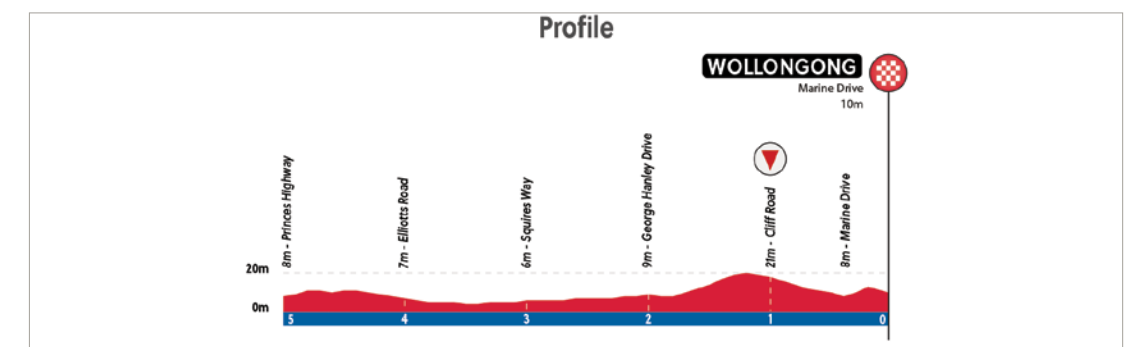 Profile
WOLLONGONG
Marine Drive
10m
8m - Princes Highway
7m - Elliotts Road
6m - Squires Way
9m - George Hanley Drive
21m - Cliff Road
8m - Marine Drive
20m
0m
5 4 3 2 1 0